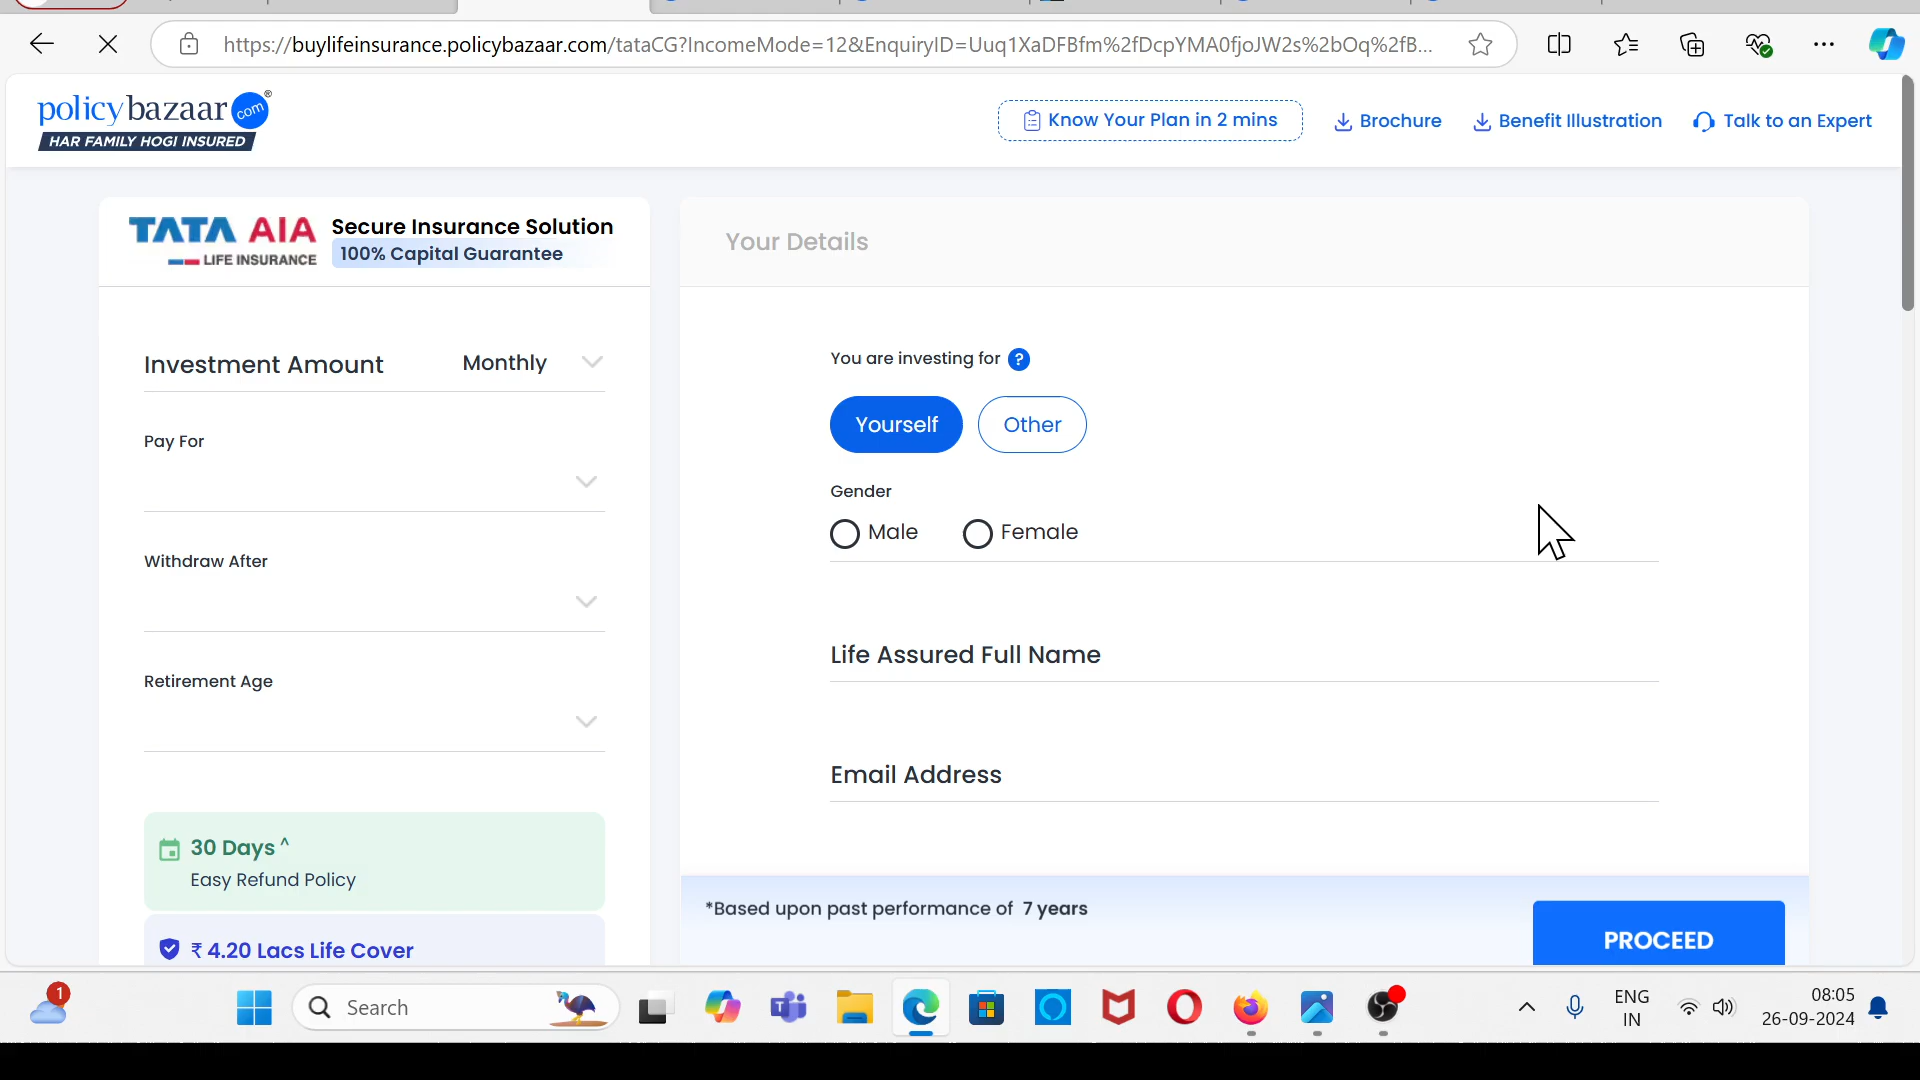 https://buylifeinsurance.policybazaar.com/tataCG?IncomeMode=12&EnquiryID=Uuq1XaDFBfm%2fDcpYMA0fjoJW2s%2bOq%2fB...
policybazaar.com®
HAR FAMILY HOGI INSURED
Know Your Plan in 2 mins
Brochure
Benefit Illustration
Talk to an Expert
TATA AIA
LIFE INSURANCE
Secure Insurance Solution
100% Capital Guarantee
Investment Amount
Monthly
Pay For
Withdraw After
Retirement Age
30 Days ^
Easy Refund Policy
₹ 4.20 Lacs Life Cover
Your Details
You are investing for ?
Yourself
Other
Gender
Male
Female
Life Assured Full Name
Email Address
*Based upon past performance of 7 years
PROCEED
1
Search
ENG
IN
08:05
26-09-2024